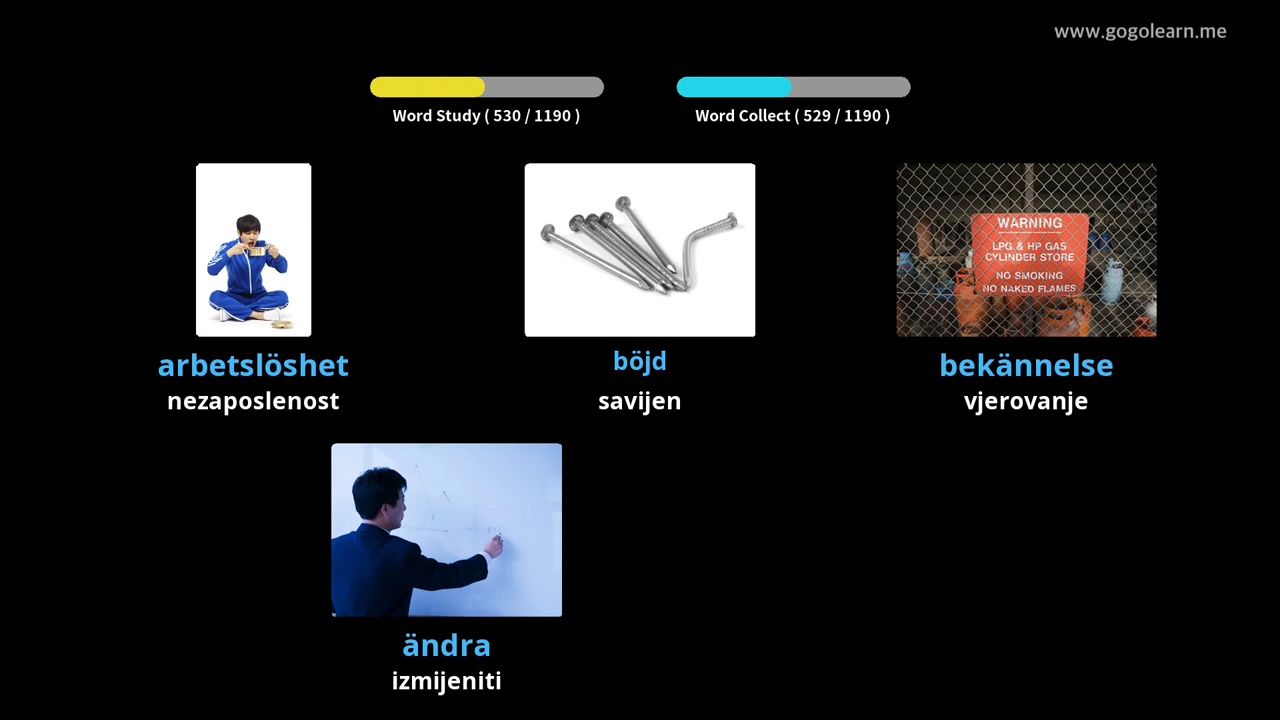 www.gogolearn.me
Word Study ( 530 / 1190 )
Word Collect ( 529 / 1190 )
WARNING
LPG & HP GAS
CYLINDER STORE
NO SMOKING
NO NAKED FLAMES
arbetslöshet
nezaposlenost
böjd
savijen
bekännelse
vjerovanje
ändra
izmijeniti